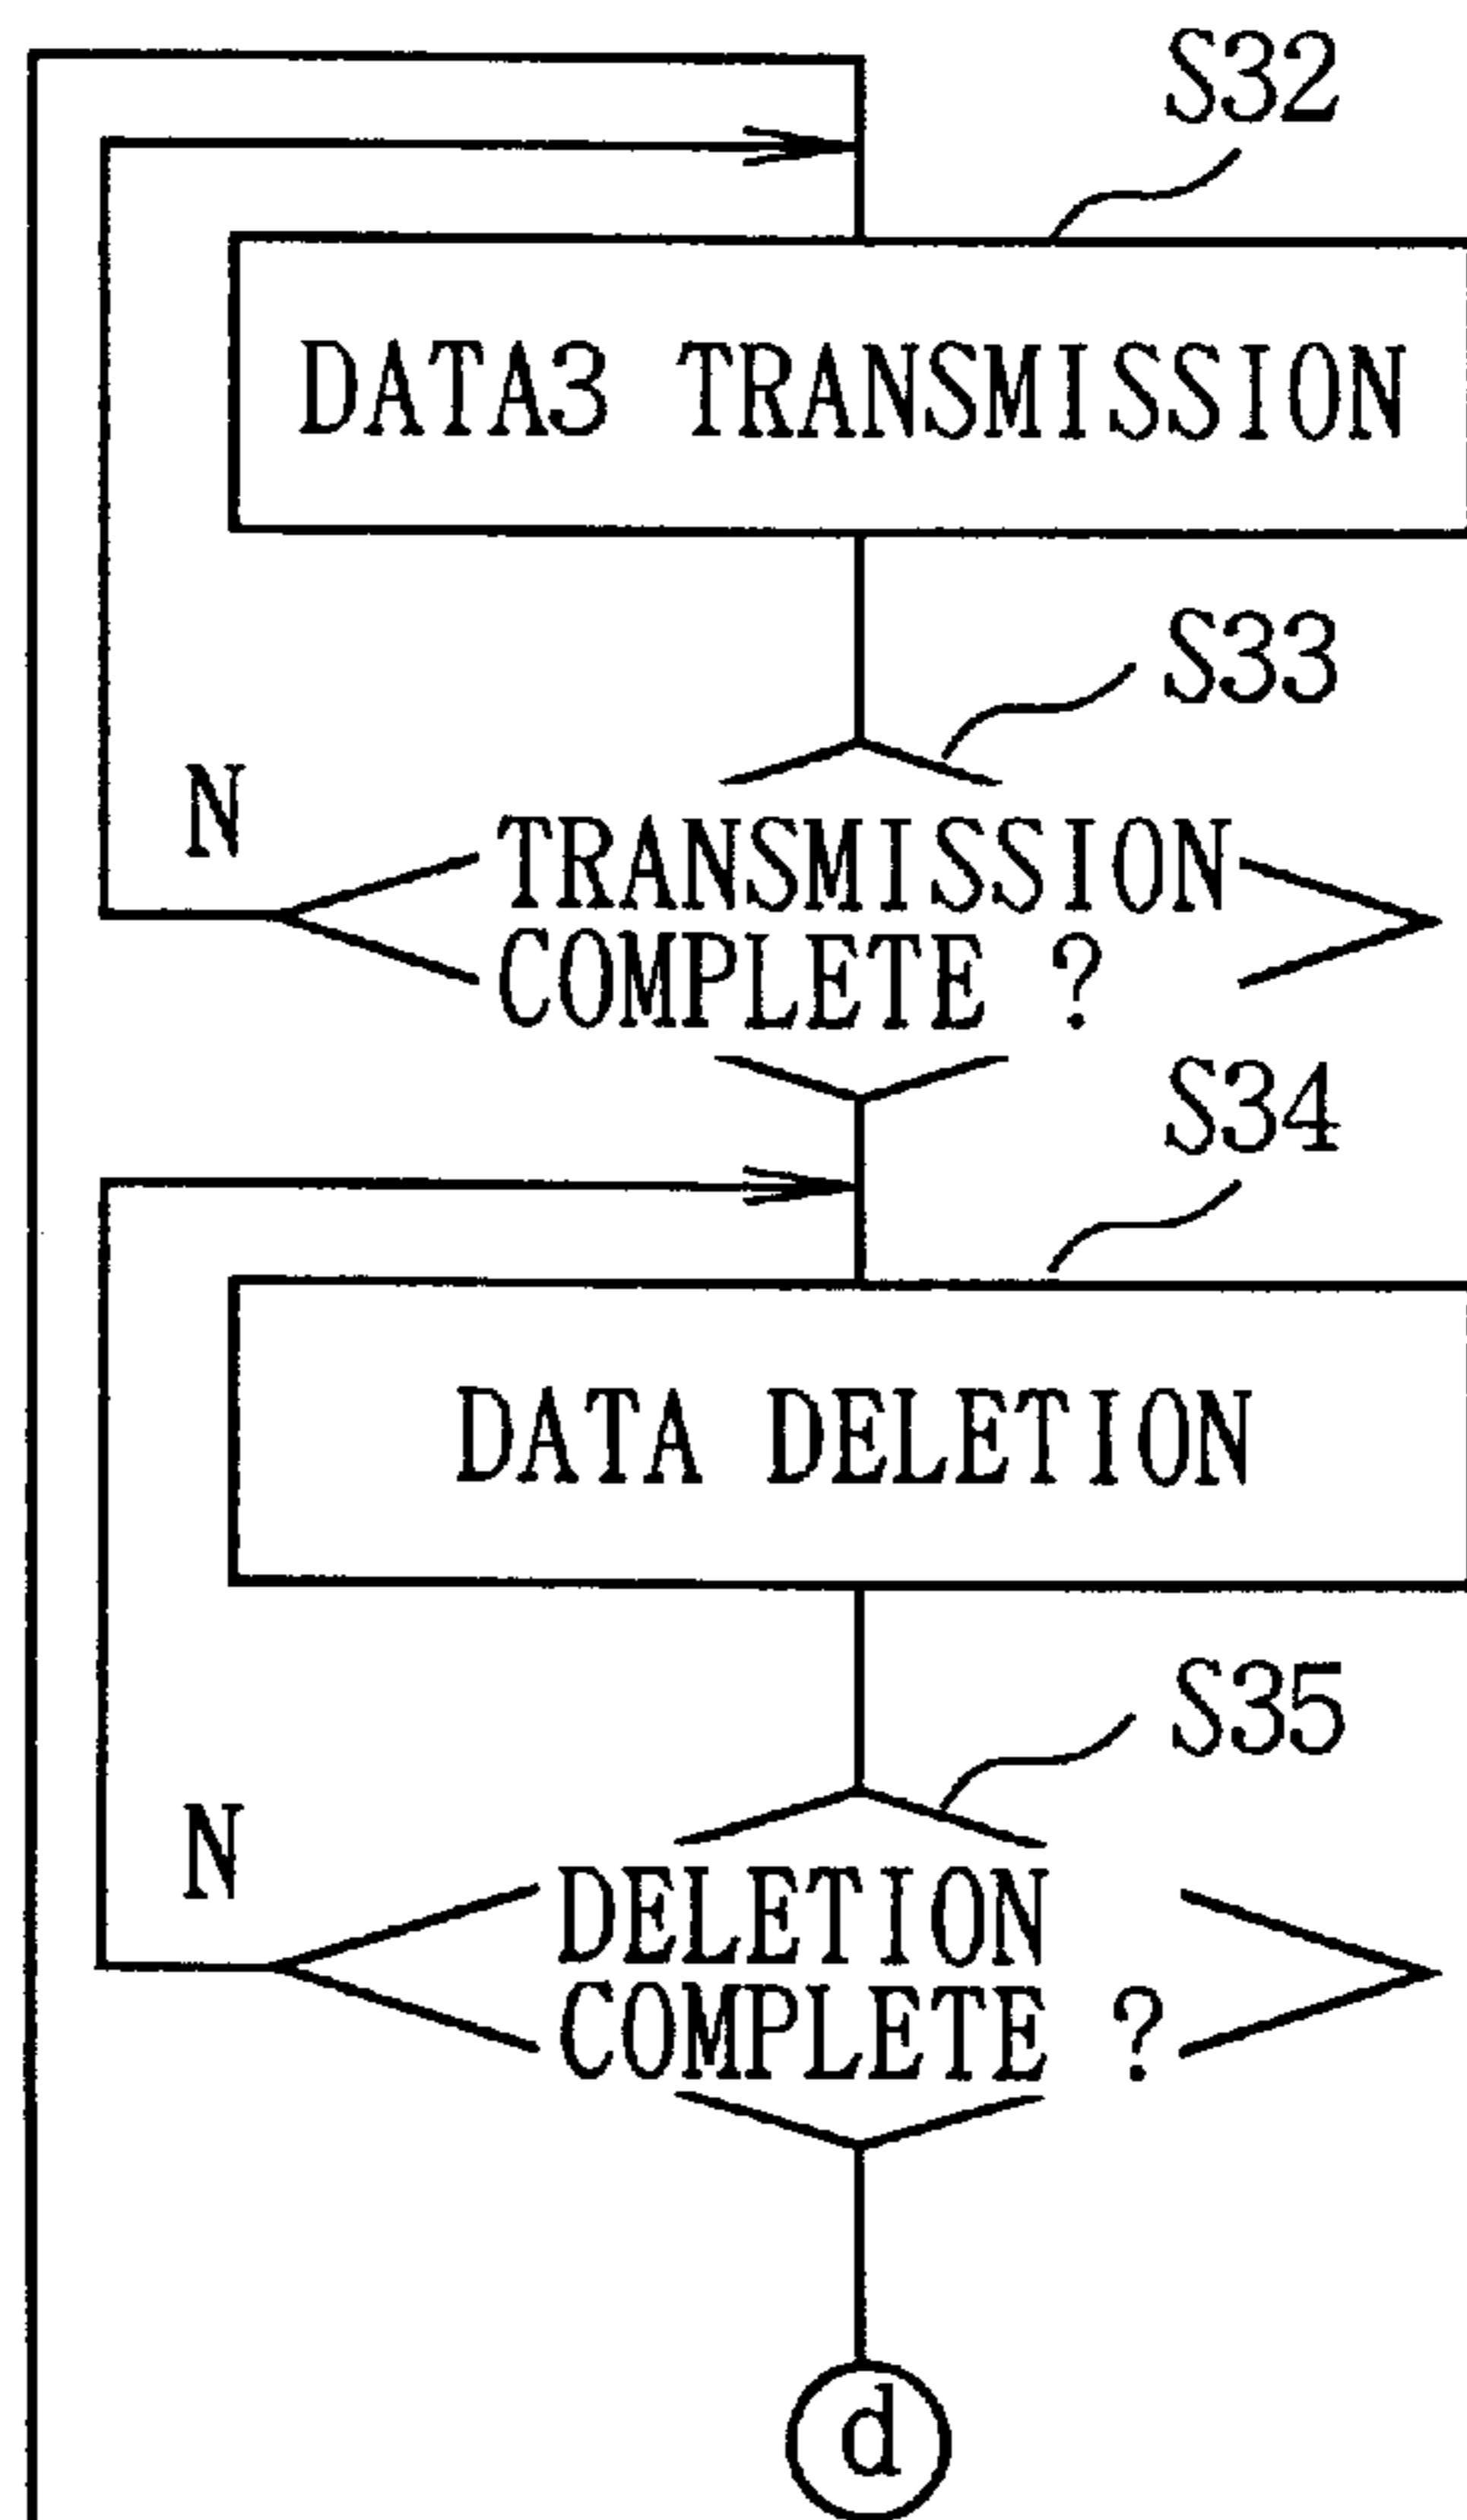 S32
DATA3 TRANSMISSION
S33
N
TRANSMISSION
COMPLETE ?
S34
DATA DELETION
S35
N
DELETION
COMPLETE ?
d